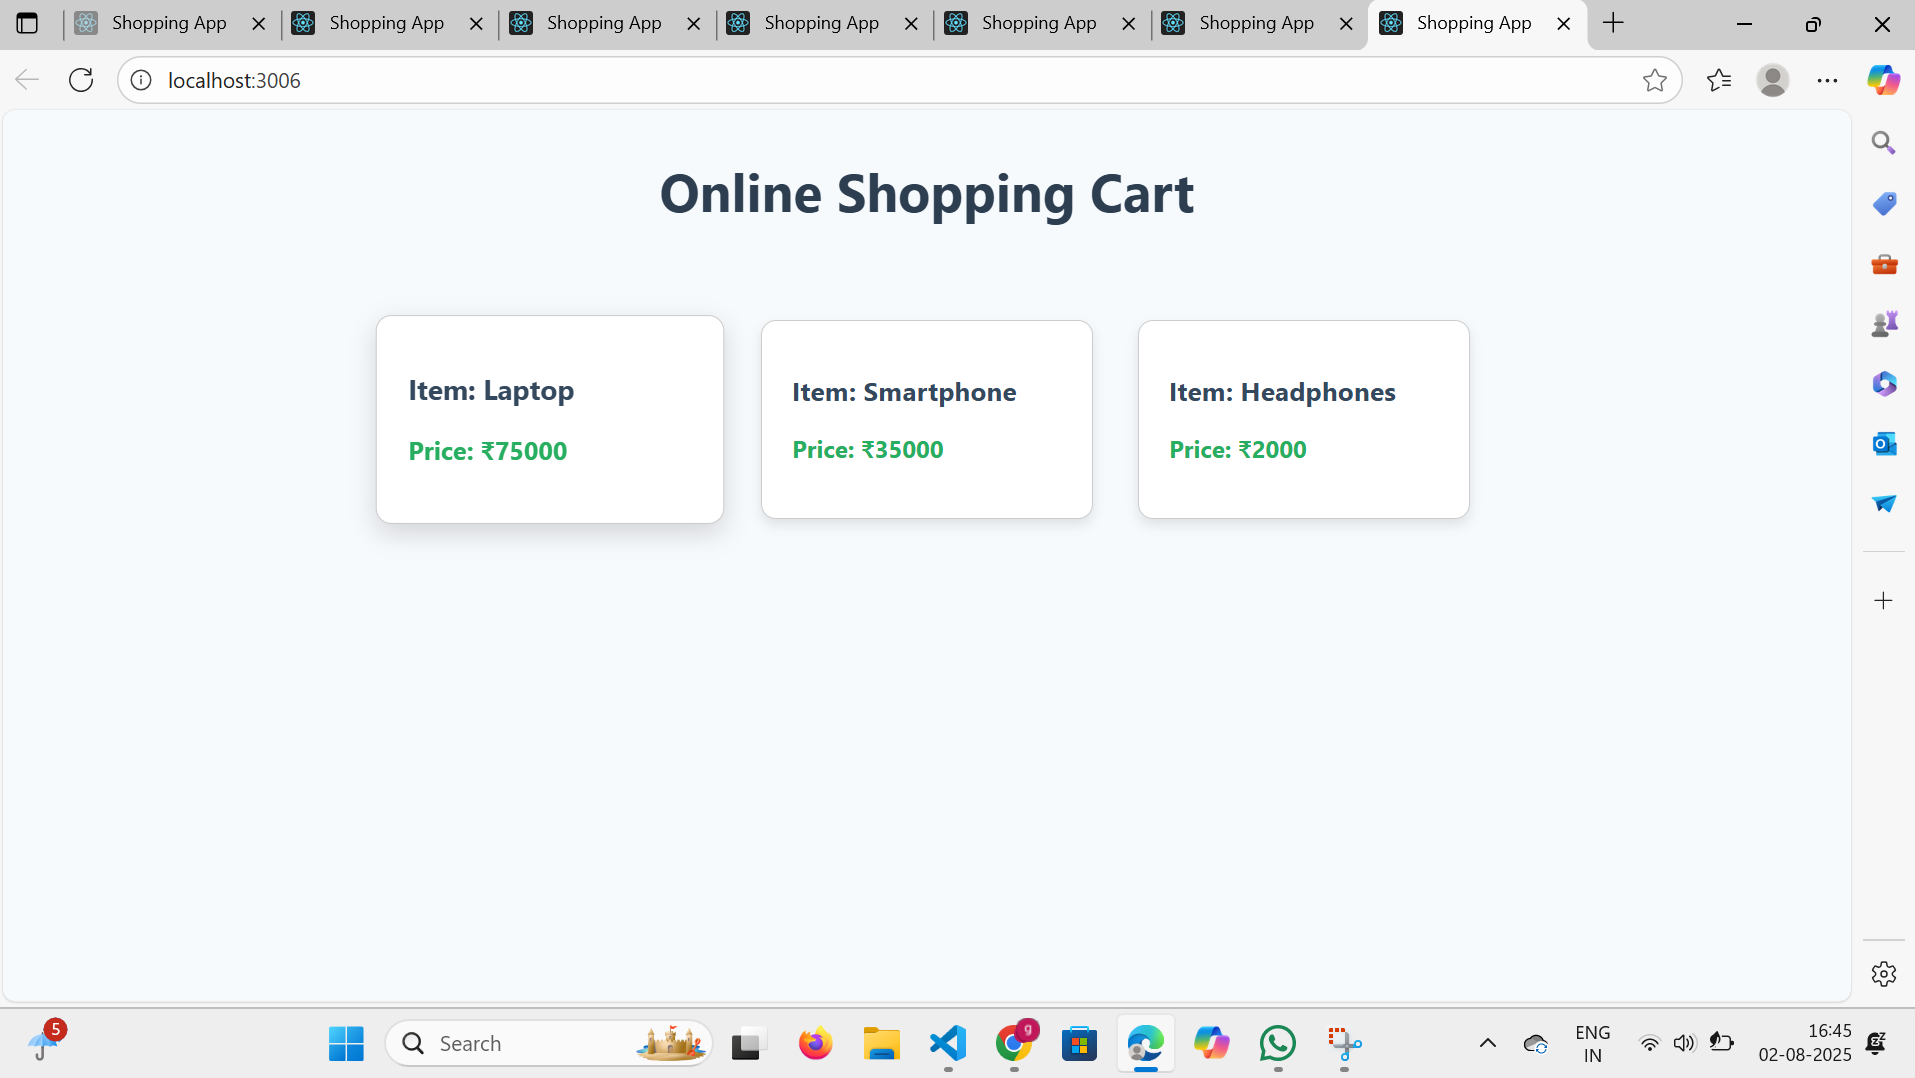 Shopping App
Shopping App
Shopping App
Shopping App
Shopping App
Shopping App
Shopping App
localhost:3006
Online Shopping Cart
Item: Laptop
Price: ₹75000
Item: Smartphone
Price: ₹35000
Item: Headphones
Price: ₹2000
5
Search
g
ENG
IN
16:45
02-08-2025